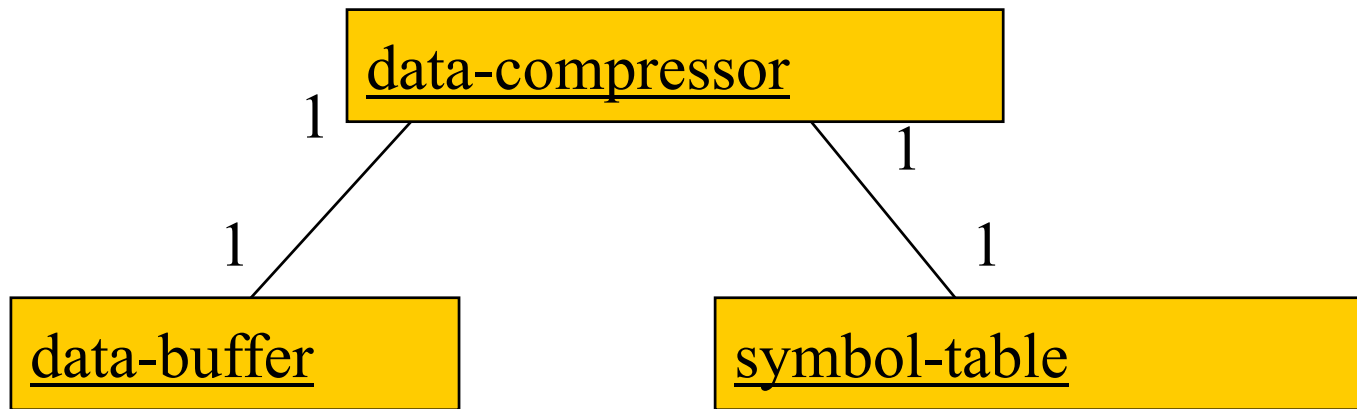 data-compressor
1
1
1
1
data-buffer
symbol-table